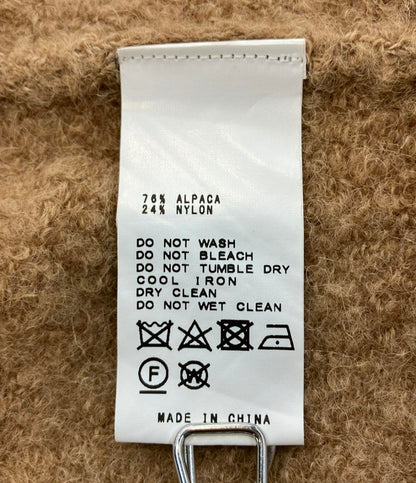 76% ALPACA
24% NYLON
DO NOT WASH
DO NOT BLEACH
DO NOT TUMBLE DRY
COOL IRON
DRY CLEAN
DO NOT WET CLEAN
F W
MADE IN CHINA